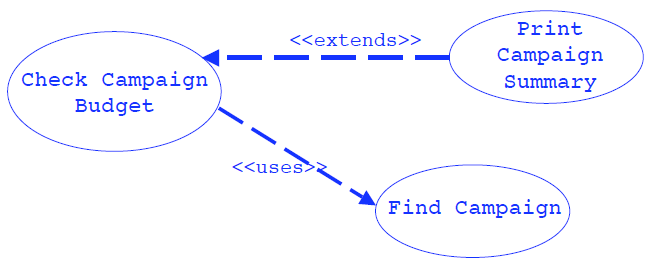 Print
Campaign
Summary
<<extends>>
Check Campaign
Budget
<<uses>>
Find Campaign